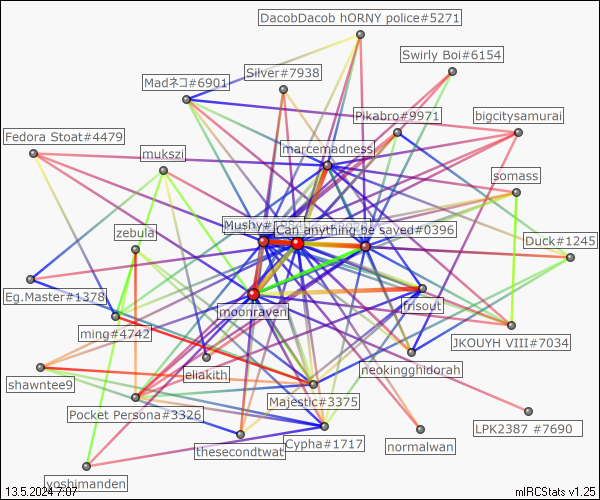 DacobDacob hORNY police#5271
Swirly Boi#6154
Silver#7938
Madネコ#6901
Pikabro#9971
bigcitysamurai
Fedora Stoat#4479
marcemadness
mukszi
somass
Can anything be saved#0396
zebula
Duck#1245
Eg.Master#1378
moonraven
frisout
ming#4742
JKOUYH VIII#7034
eliakith
neokingghidorah
shawntee9
Majestic#3375
Pocket Persona#3326
LPK2387 #7690
Cypha#1717
thesecondtwat
normalwan
yoshimanden
13.5.2024 7:07
mIRCStats v1.25